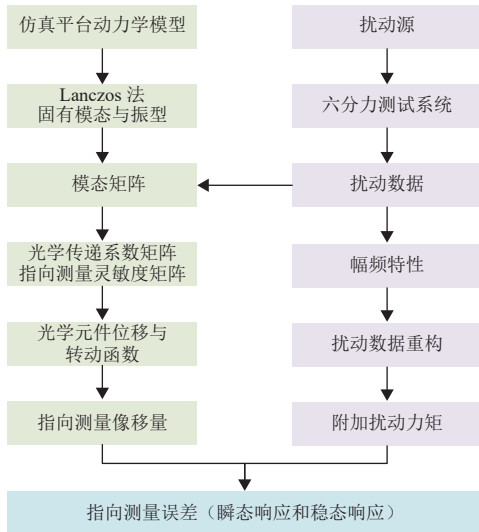 仿真平台动力学模型
扰动源
Lanczos 法
固有模态与振型
六分力测试系统
模态矩阵
扰动数据
光学传递系数矩阵
指向测量灵敏度矩阵
幅频特性
光学元件位移与
转动函数
扰动数据重构
指向测量像移量
附加扰动力矩
指向测量误差（瞬态响应和稳态响应）